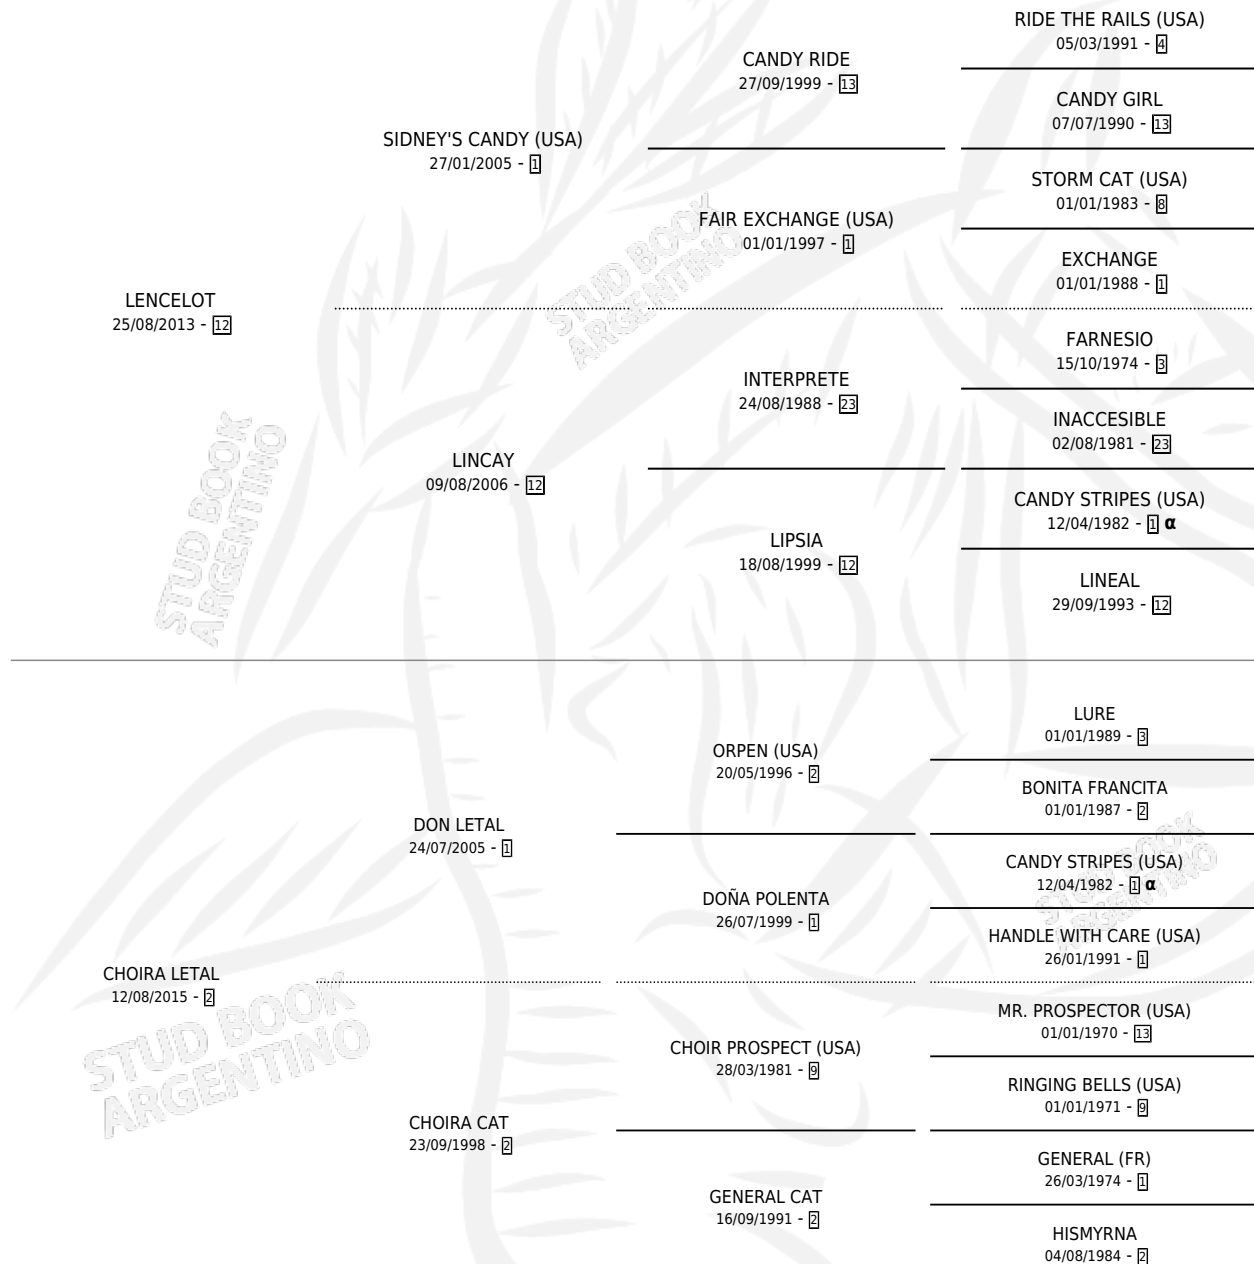 RIDE THE RAILS (USA)
05/03/1991 - 4
CANDY RIDE
27/09/1999 - 13
CANDY GIRL
07/07/1990 - 13
SIDNEY'S CANDY (USA)
27/01/2005 - 1
STORM CAT (USA)
01/01/1983 - 8
FAIR EXCHANGE (USA)
01/01/1997 - 1
EXCHANGE
01/01/1988 - 1
LENCELOT
25/08/2013 - 12
FARNESIO
15/10/1974 - 3
INTERPRETE
24/08/1988 - 23
INACCESIBLE
02/08/1981 - 23
LINCAY
09/08/2006 - 12
CANDY STRIPES (USA)
12/04/1982 - 1 α
LIPSIA
18/08/1999 - 12
LINEAL
29/09/1993 - 12
LURE
01/01/1989 - 3
ORPEN (USA)
20/05/1996 - 2
BONITA FRANCITA
01/01/1987 - 2
DON LETAL
24/07/2005 - 1
CANDY STRIPES (USA)
12/04/1982 - 1 α
DOÑA POLENTA
26/07/1999 - 1
HANDLE WITH CARE (USA)
26/01/1991 - 1
CHOIRA LETAL
12/08/2015 - 2
MR. PROSPECTOR (USA)
01/01/1970 - 13
CHOIR PROSPECT (USA)
28/03/1981 - 9
RINGING BELLS (USA)
01/01/1971 - 9
CHOIRA CAT
23/09/1998 - 2
GENERAL (FR)
26/03/1974 - 1
GENERAL CAT
16/09/1991 - 2
HISMYRNA
04/08/1984 - 2
STUD BOOK
ARGENTINO
STUD BOOK
ARGENTINO
STUD BOOK
ARGENTINO
STUD BOOK
ARGENTINO